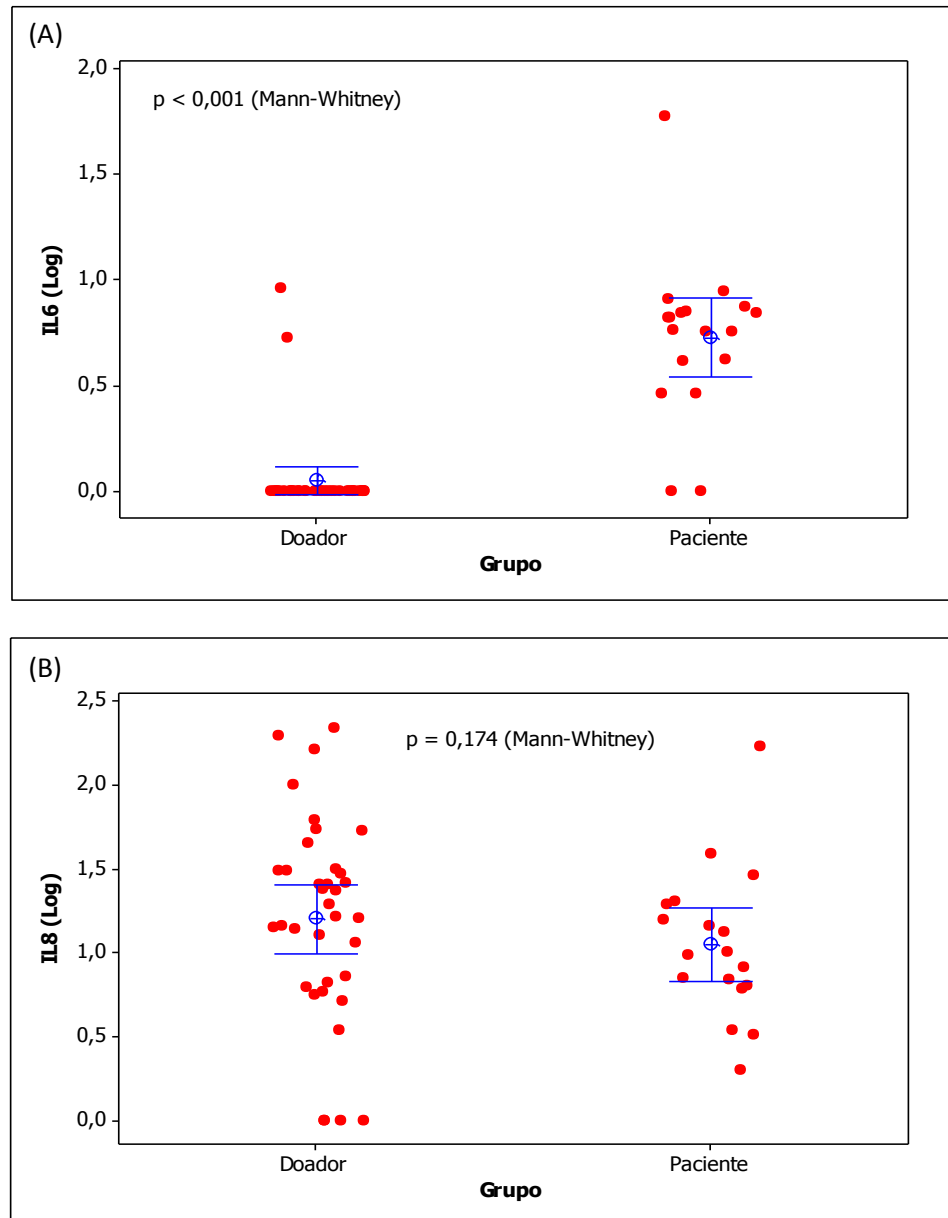 (A)
p < 0,001 (Mann-Whitney)
2,0
1,5
1,0
0,5
0,0
IL6 (Log)
Doador Paciente
Grupo
(B)
p = 0,174 (Mann-Whitney)
2,5
2,0
1,5
1,0
0,5
0,0
IL8 (Log)
Doador Paciente
Grupo